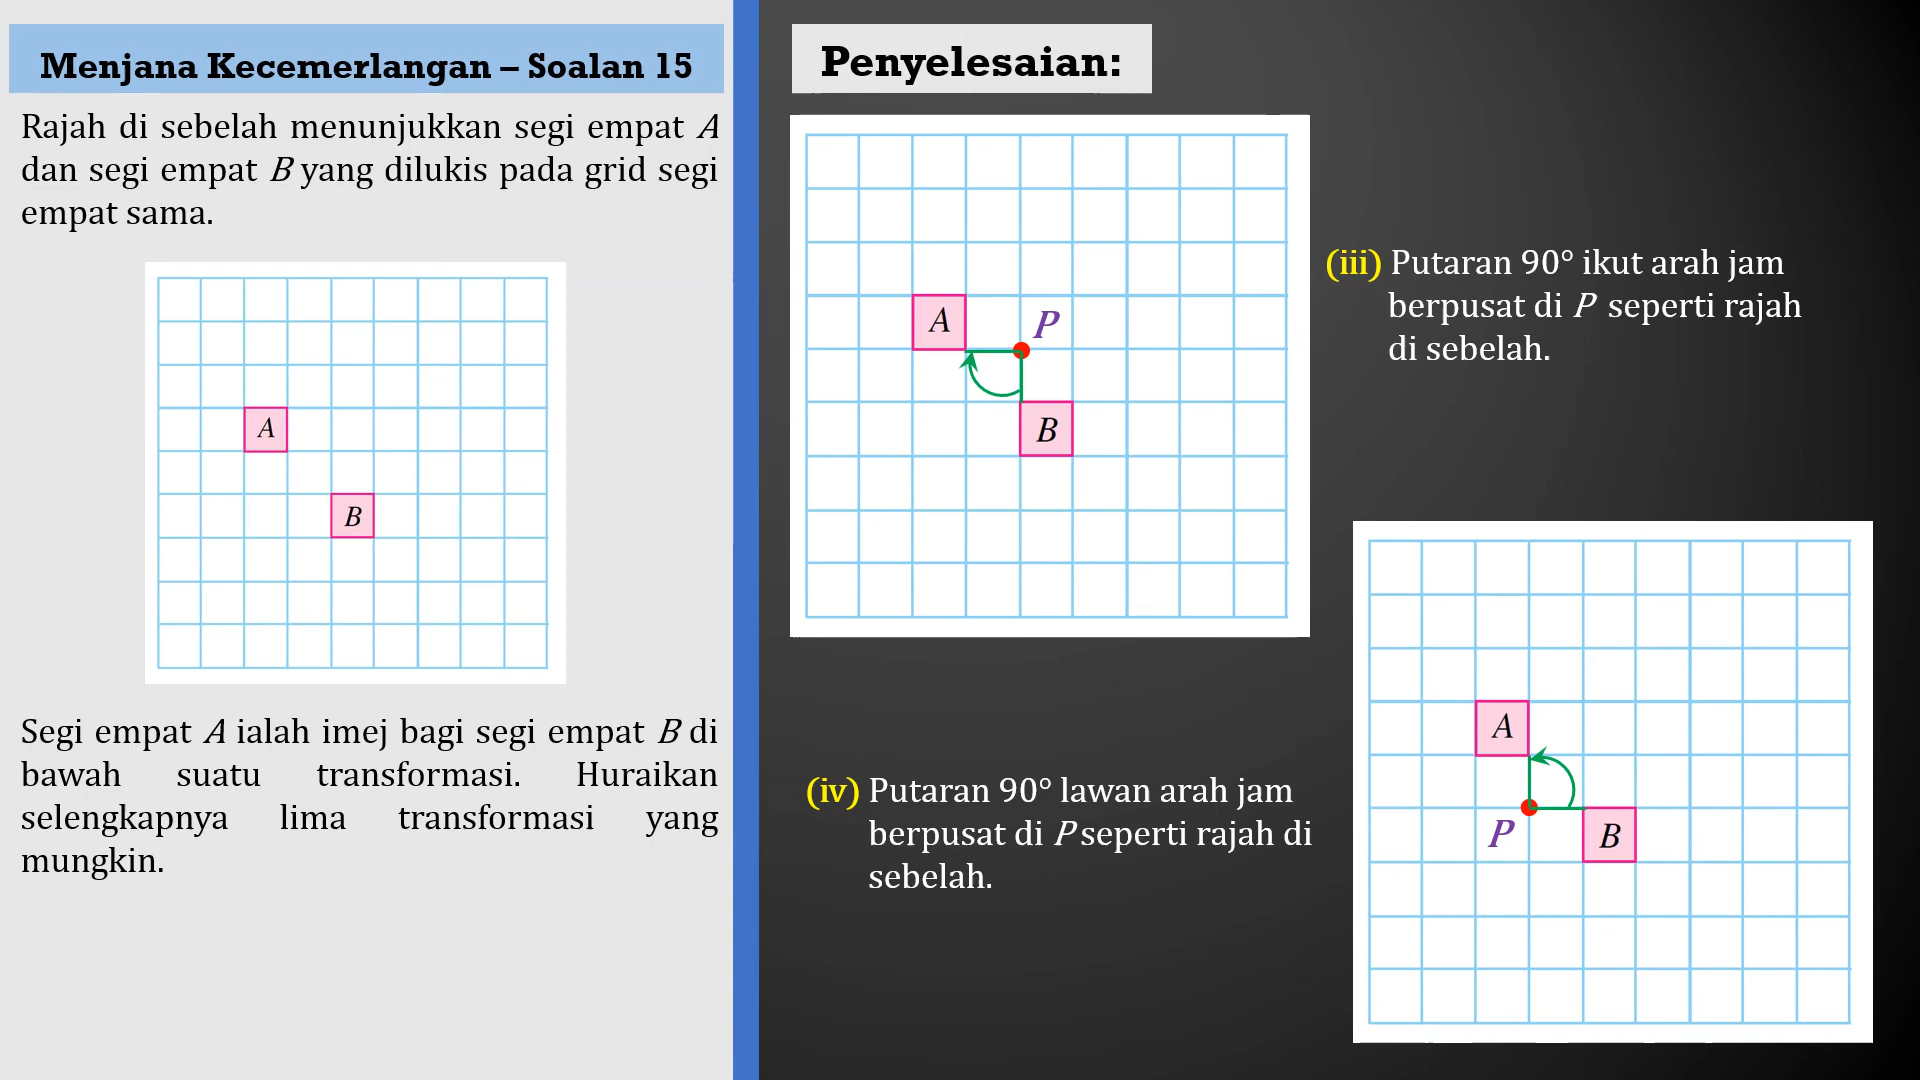 Menjana Kecemerlangan – Soalan 15
Rajah di sebelah menunjukkan segi empat A
dan segi empat B yang dilukis pada grid segi
empat sama.
A
B
Segi empat A ialah imej bagi segi empat B di
bawah suatu transformasi. Huraikan
selengkapnya lima transformasi yang
mungkin.
Penyelesaian:
A
P
B
(iii) Putaran 90° ikut arah jam
berpusat di P seperti rajah
di sebelah.
(iv) Putaran 90° lawan arah jam
berpusat di P seperti rajah di
sebelah.
A
P
B